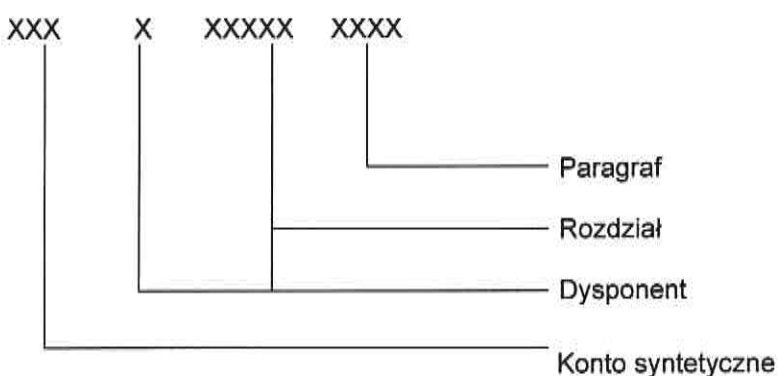 XXX X XXXXX XXXX
Paragraf
Rozdział
Dysponent
Konto syntetyczne